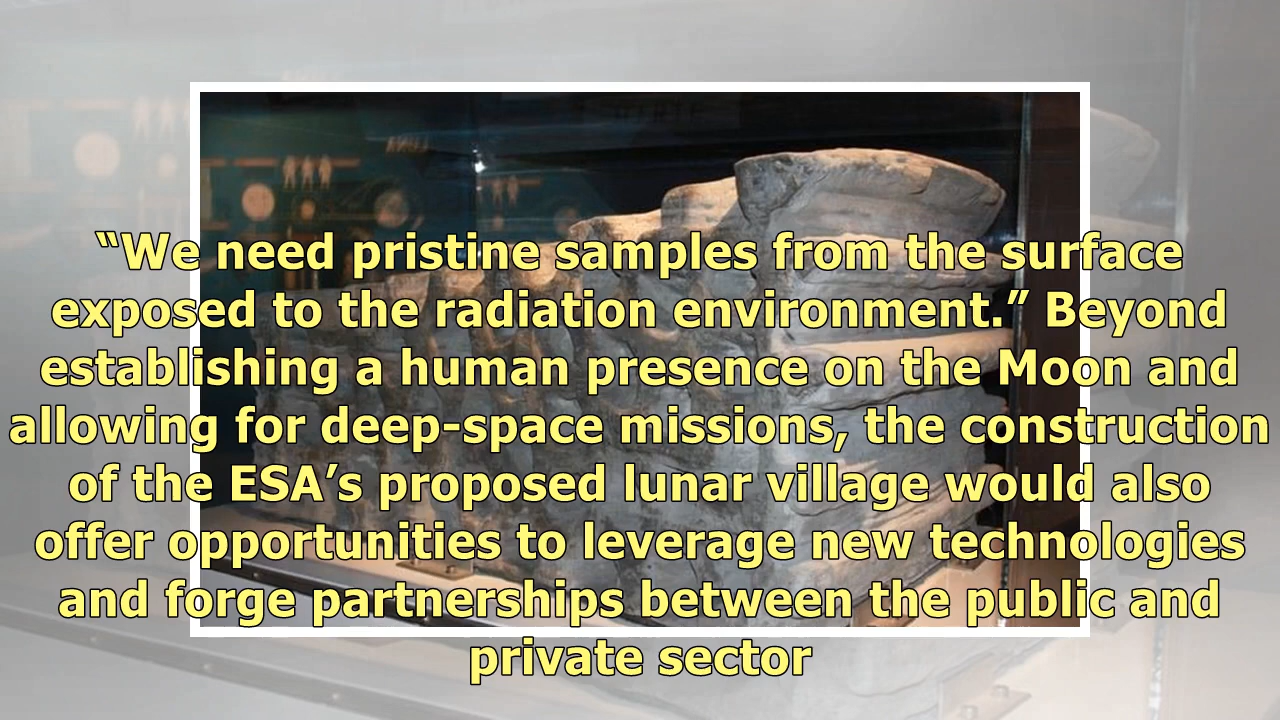 “We need pristine samples from the surface
exposed to the radiation environment.” Beyond
establishing a human presence on the Moon and
allowing for deep-space missions, the construction
of the ESA’s proposed lunar village would also
offer opportunities to leverage new technologies
and forge partnerships between the public and
private sector